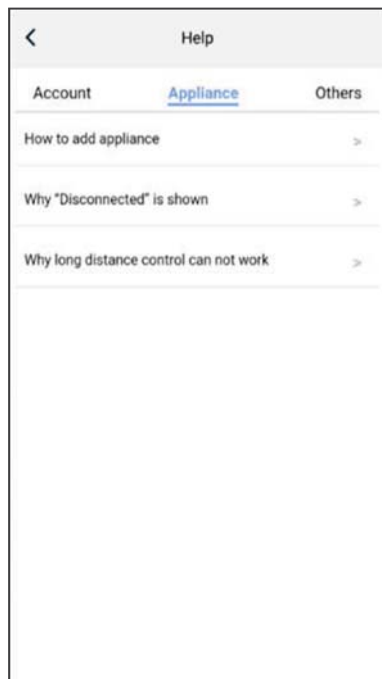 Help
Account Appliance Others
How to add appliance >
Why "Disconnected" is shown >
Why long distance control can not work >